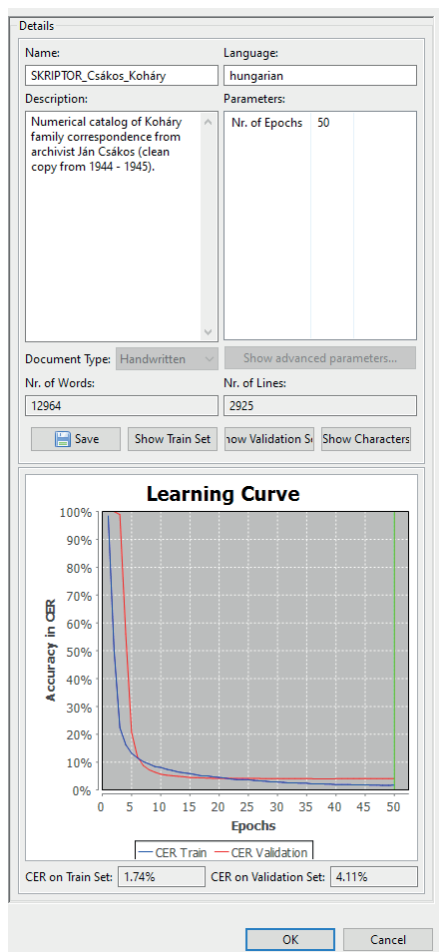 Details
Name: Language:
SKRIPTOR_Csákos_Koháry hungarian
Description: Parameters:
Numerical catalog of Koháry
family correspondence from
archivist Ján Csákos (clean
copy from 1944 - 1945).
Nr. of Epochs 50
Document Type: Handwritten Show advanced parameters...
Nr. of Words: Nr. of Lines:
12964 2925
Save Show Train Set how Validation Se Show Characters
Learning Curve
100%
90%
80%
70%
60%
50%
40%
30%
20%
10%
0%
Accuracy in CER
0 5 10 15 20 25 30 35 40 45 50
Epochs
CER Train CER Validation
CER on Train Set: 1.74% CER on Validation Set: 4.11%
OK Cancel